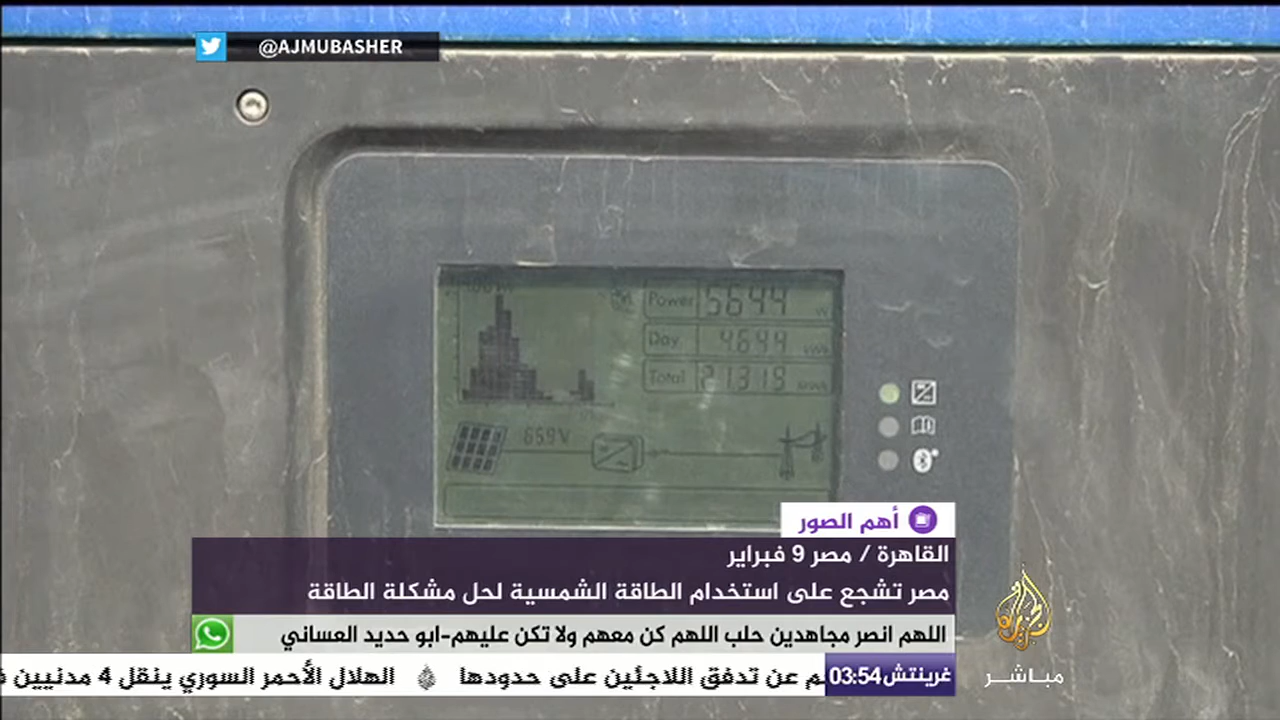 @AJMUBASHER
Power 5644 W
Day 4644 kWh
Total
659V
أهم الصور
القاهرة / مصر 9 فبراير
مصر تشجع على استخدام الطاقة الشمسية لحل مشكلة الطاقة
اللهم انصر مجاهدين حلب اللهم كن معهم ولا تكن عليهم-ابو حديد العساني
غرينتش 03:54
عن تدفق اللاجئين على حدودها
الهلال الأحمر السوري ينقل 4 مدنيين
الجزيرة
مباشر